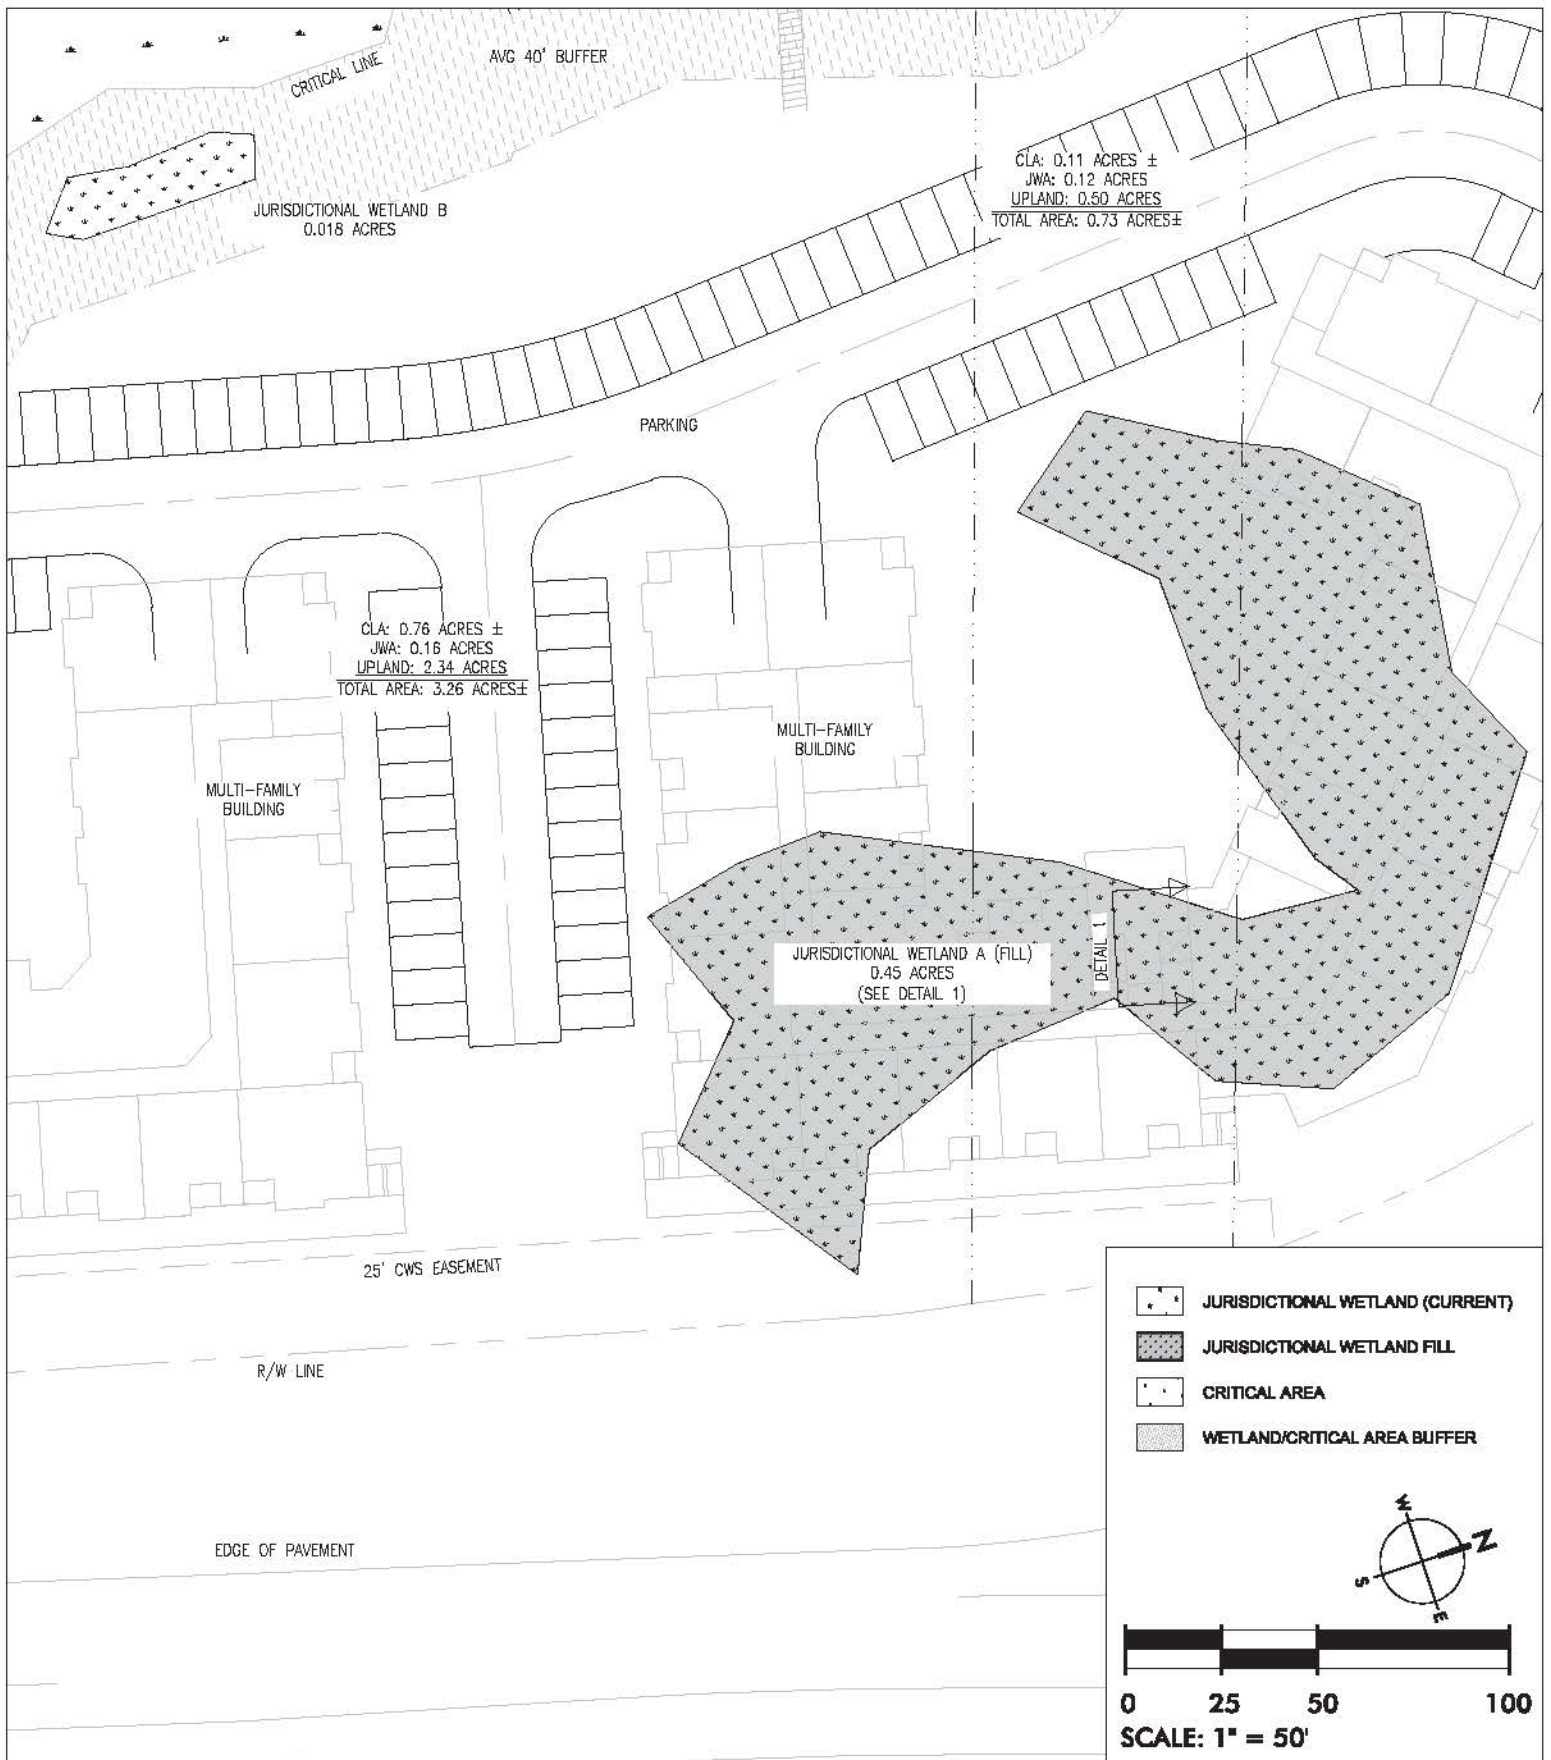 AVG 40' BUFFER
CRITICAL LINE
CLA: 0.11 ACRES ±
JWA: 0.12 ACRES
UPLAND: 0.50 ACRES
TOTAL AREA: 0.73 ACRES±
JURISDICTIONAL WETLAND B
0.018 ACRES
PARKING
CLA: 0.76 ACRES ±
JWA: 0.16 ACRES
UPLAND: 2.34 ACRES
TOTAL AREA: 3.26 ACRES±
MULTI-FAMILY
BUILDING
MULTI-FAMILY
BUILDING
JURISDICTIONAL WETLAND A (FILL)
0.45 ACRES
(SEE DETAIL 1)
DETAIL 1
25' CWS EASEMENT
R/W LINE
EDGE OF PAVEMENT
JURISDICTIONAL WETLAND (CURRENT)
JURISDICTIONAL WETLAND FILL
CRITICAL AREA
WETLAND/CRITICAL AREA BUFFER
W
N
S
E
0 25 50 100
SCALE: 1" = 50'